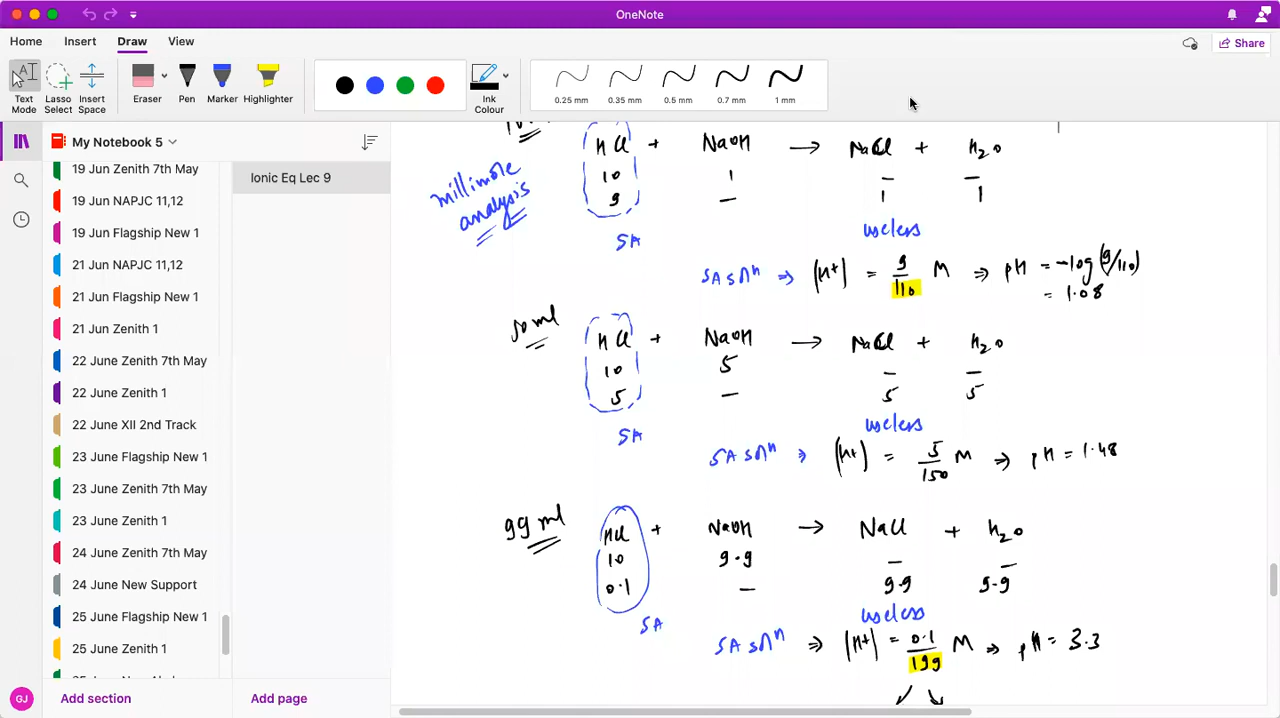 OneNote
Home Insert Draw View
Share
Text Mode
Lasso Select
Insert Space
Eraser
Pen
Marker
Highlighter
Ink Colour
0.25 mm 0.35 mm 0.5 mm 0.7 mm 1 mm
My Notebook 5
19 Jun Zenith 7th May
19 Jun NAPJC 11,12
19 Jun Flagship New 1
21 Jun NAPJC 11,12
21 Jun Flagship New 1
21 Jun Zenith 1
22 June Zenith 7th May
22 June Zenith 1
22 June XII 2nd Track
23 June Flagship New 1
23 June Zenith 7th May
23 June Zenith 1
24 June Zenith 7th May
24 June New Support
25 June Flagship New 1
25 June Zenith 1
GJ
Add section
Add page
Ionic Eq Lec 9
HCl + NaOH → NaCl + H2O
10 1 – –
9 – 1 1
millimole
analysis
SA
useless
SA solⁿ ⇒ [H+] = 9/110 M ⇒ pH = -log(9/110)
= 1.08
50 ml HCl + NaOH → NaCl + H2O
10 5 – –
5 – 5 5
SA
useless
SA solⁿ ⇒ [H+] = 5/150 M ⇒ pH = 1.48
99 ml HCl + NaOH → NaCl + H2O
10 9.9 – –
0.1 – 9.9 9.9
SA
useless
SA solⁿ ⇒ [H+] = 0.1/199 M ⇒ pH = 3.3